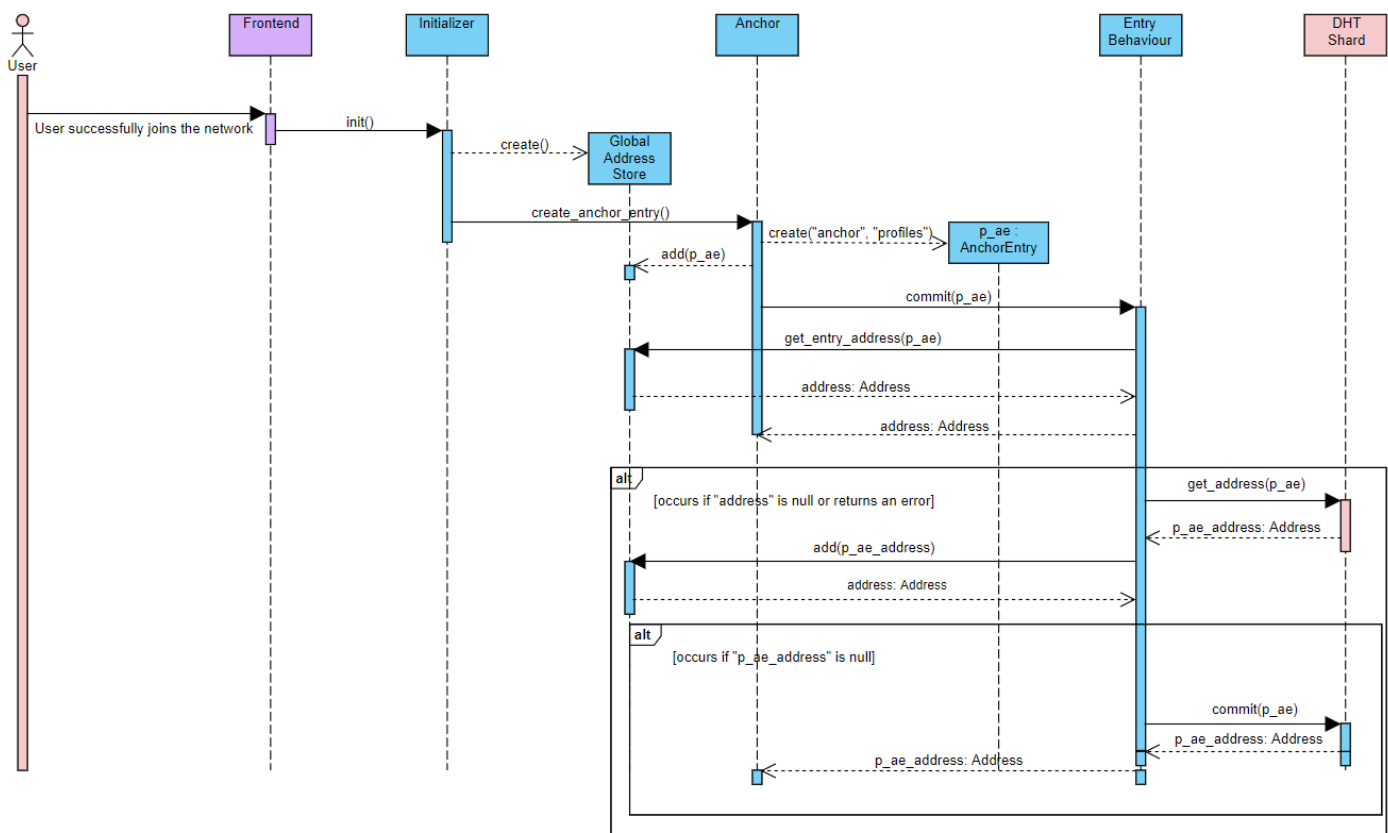 User
Frontend
Initializer
Anchor
Entry
Behaviour
DHT
Shard
User successfully joins the network
init()
create()
Global
Address
Store
create_anchor_entry()
create("anchor", "profiles")
p_ae :
AnchorEntry
add(p_ae)
commit(p_ae)
get_entry_address(p_ae)
address: Address
address: Address
alt
[occurs if "address" is null or returns an error]
get_address(p_ae)
p_ae_address: Address
add(p_ae_address)
address: Address
alt
[occurs if "p_ae_address" is null]
commit(p_ae)
p_ae_address: Address
p_ae_address: Address